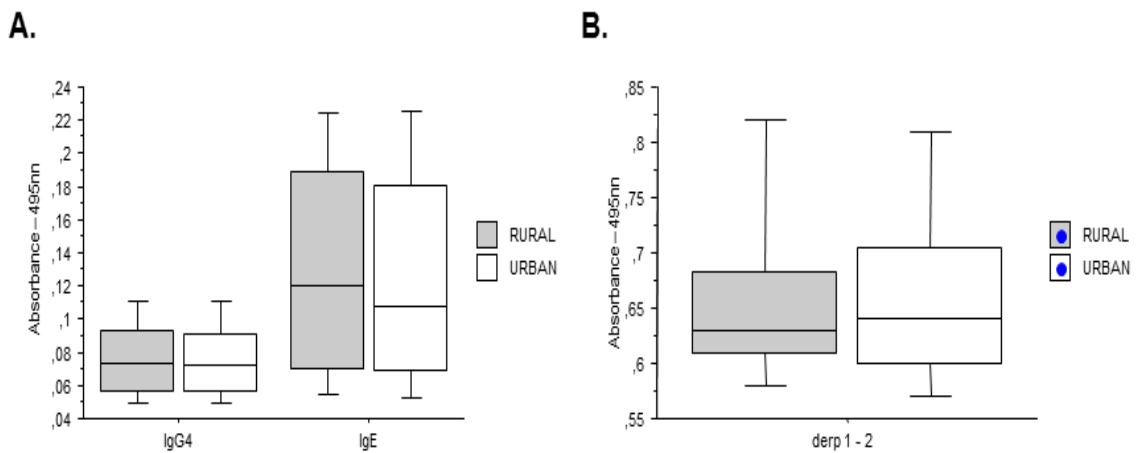 A.
Absorbance – 495nn
,24
,22
,2
,18
,16
,14
,12
,1
,08
,06
,04
IgG4
IgE
RURAL
URBAN
B.
Absorbance – 495nn
,85
,8
,75
,7
,65
,6
,55
derp 1 - 2
RURAL
URBAN